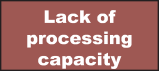 Lack of
processing
capacity